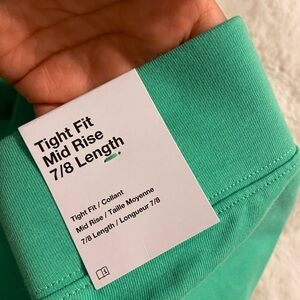 Tight Fit
Mid Rise
7/8 Length
Tight Fit / Collant
Mid Rise / Taille Moyenne
7/8 Length / Longueur 7/8